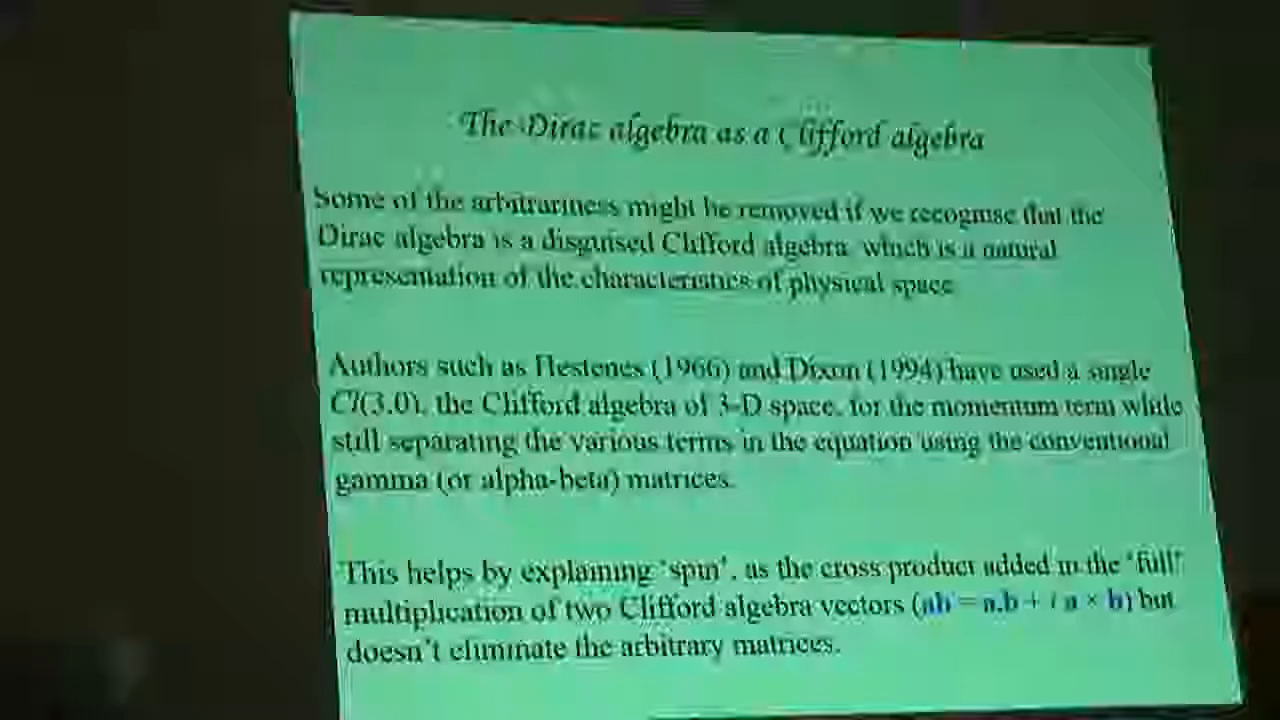 The Dirac algebra as a Clifford algebra
Some of the arbitrariness might be removed if we recognise that the
Dirac algebra is a disguised Clifford algebra, which is a natural
representation of the characteristics of physical space.
Authors such as Hestenes (1966) and Dixon (1994) have used a single
Cl(3.0), the Clifford algebra of 3-D space, for the momentum term while
still separating the various terms in the equation using the conventional
gamma (or alpha-beta) matrices.
This helps by explaining 'spin', as the cross product added in the 'full'
multiplication of two Clifford algebra vectors (ab = a.b + i a × b) but
doesn't eliminate the arbitrary matrices.